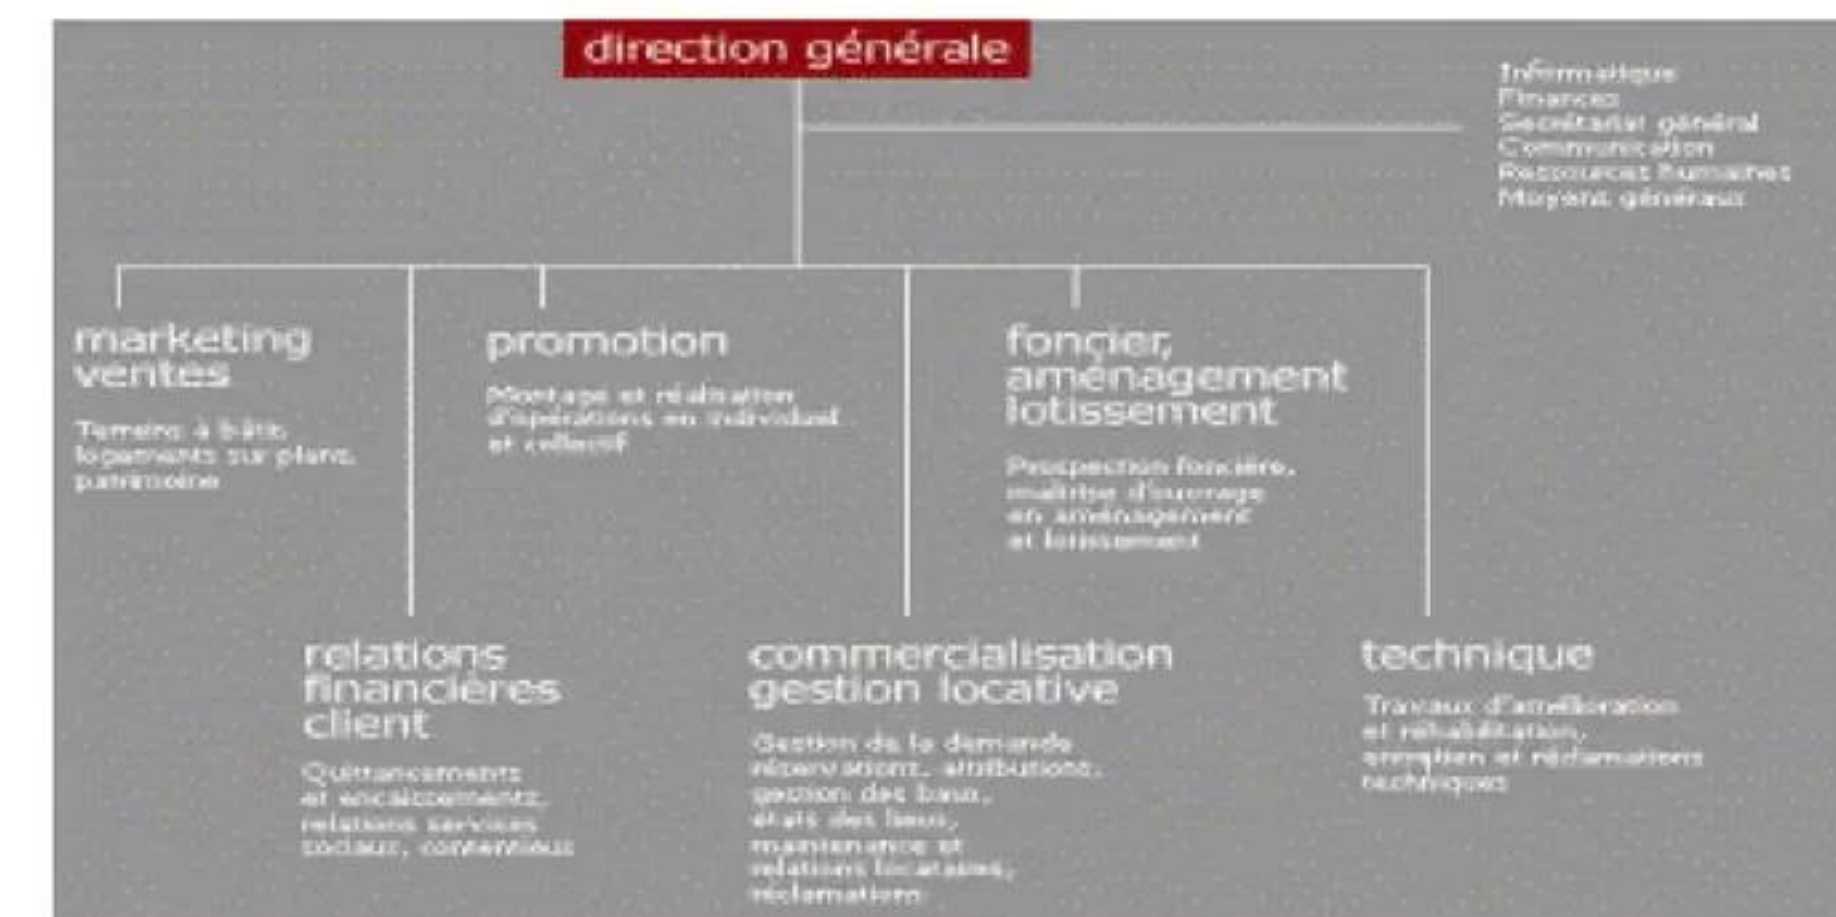 direction générale
Informatique
Finances
Secrétariat général
Communication
Ressources humaines
Moyens généraux
marketing
ventes
Terrains à bâtir,
logements sur plans,
patrimoine
promotion
Montage et réalisation
d'opérations en individuel
et collectif
foncier,
aménagement
lotissement
Prospection foncière,
maîtrise d'ouvrage
en aménagement
et lotissement
relations
financières
client
Quittancements
et encaissements,
relations services
sociaux, contentieux
commercialisation
gestion locative
Gestion de la demande
réservations, attributions,
gestion des baux,
états des lieux,
maintenance et
relations locataires,
réclamations
technique
Travaux d'amélioration
et réhabilitation,
entretien et réclamations
techniques